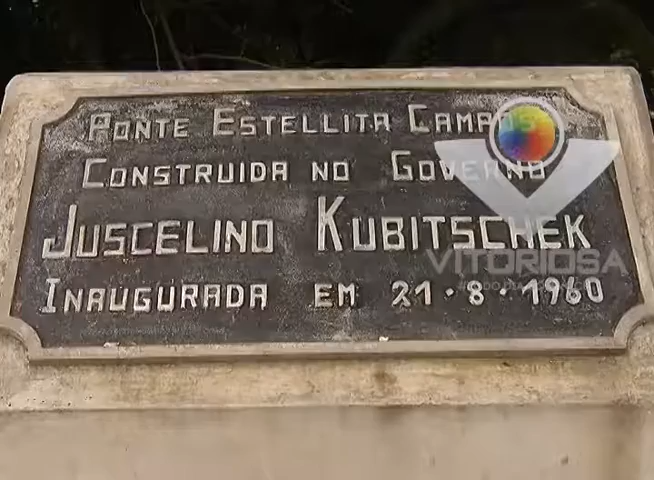 PONTE ESTELLITA CAMPOS
CONSTRUIDA NO GOVERNO
JUSCELINO KUBITSCHEK
INAUGURADA EM 21.8.1960
VITORIOSA